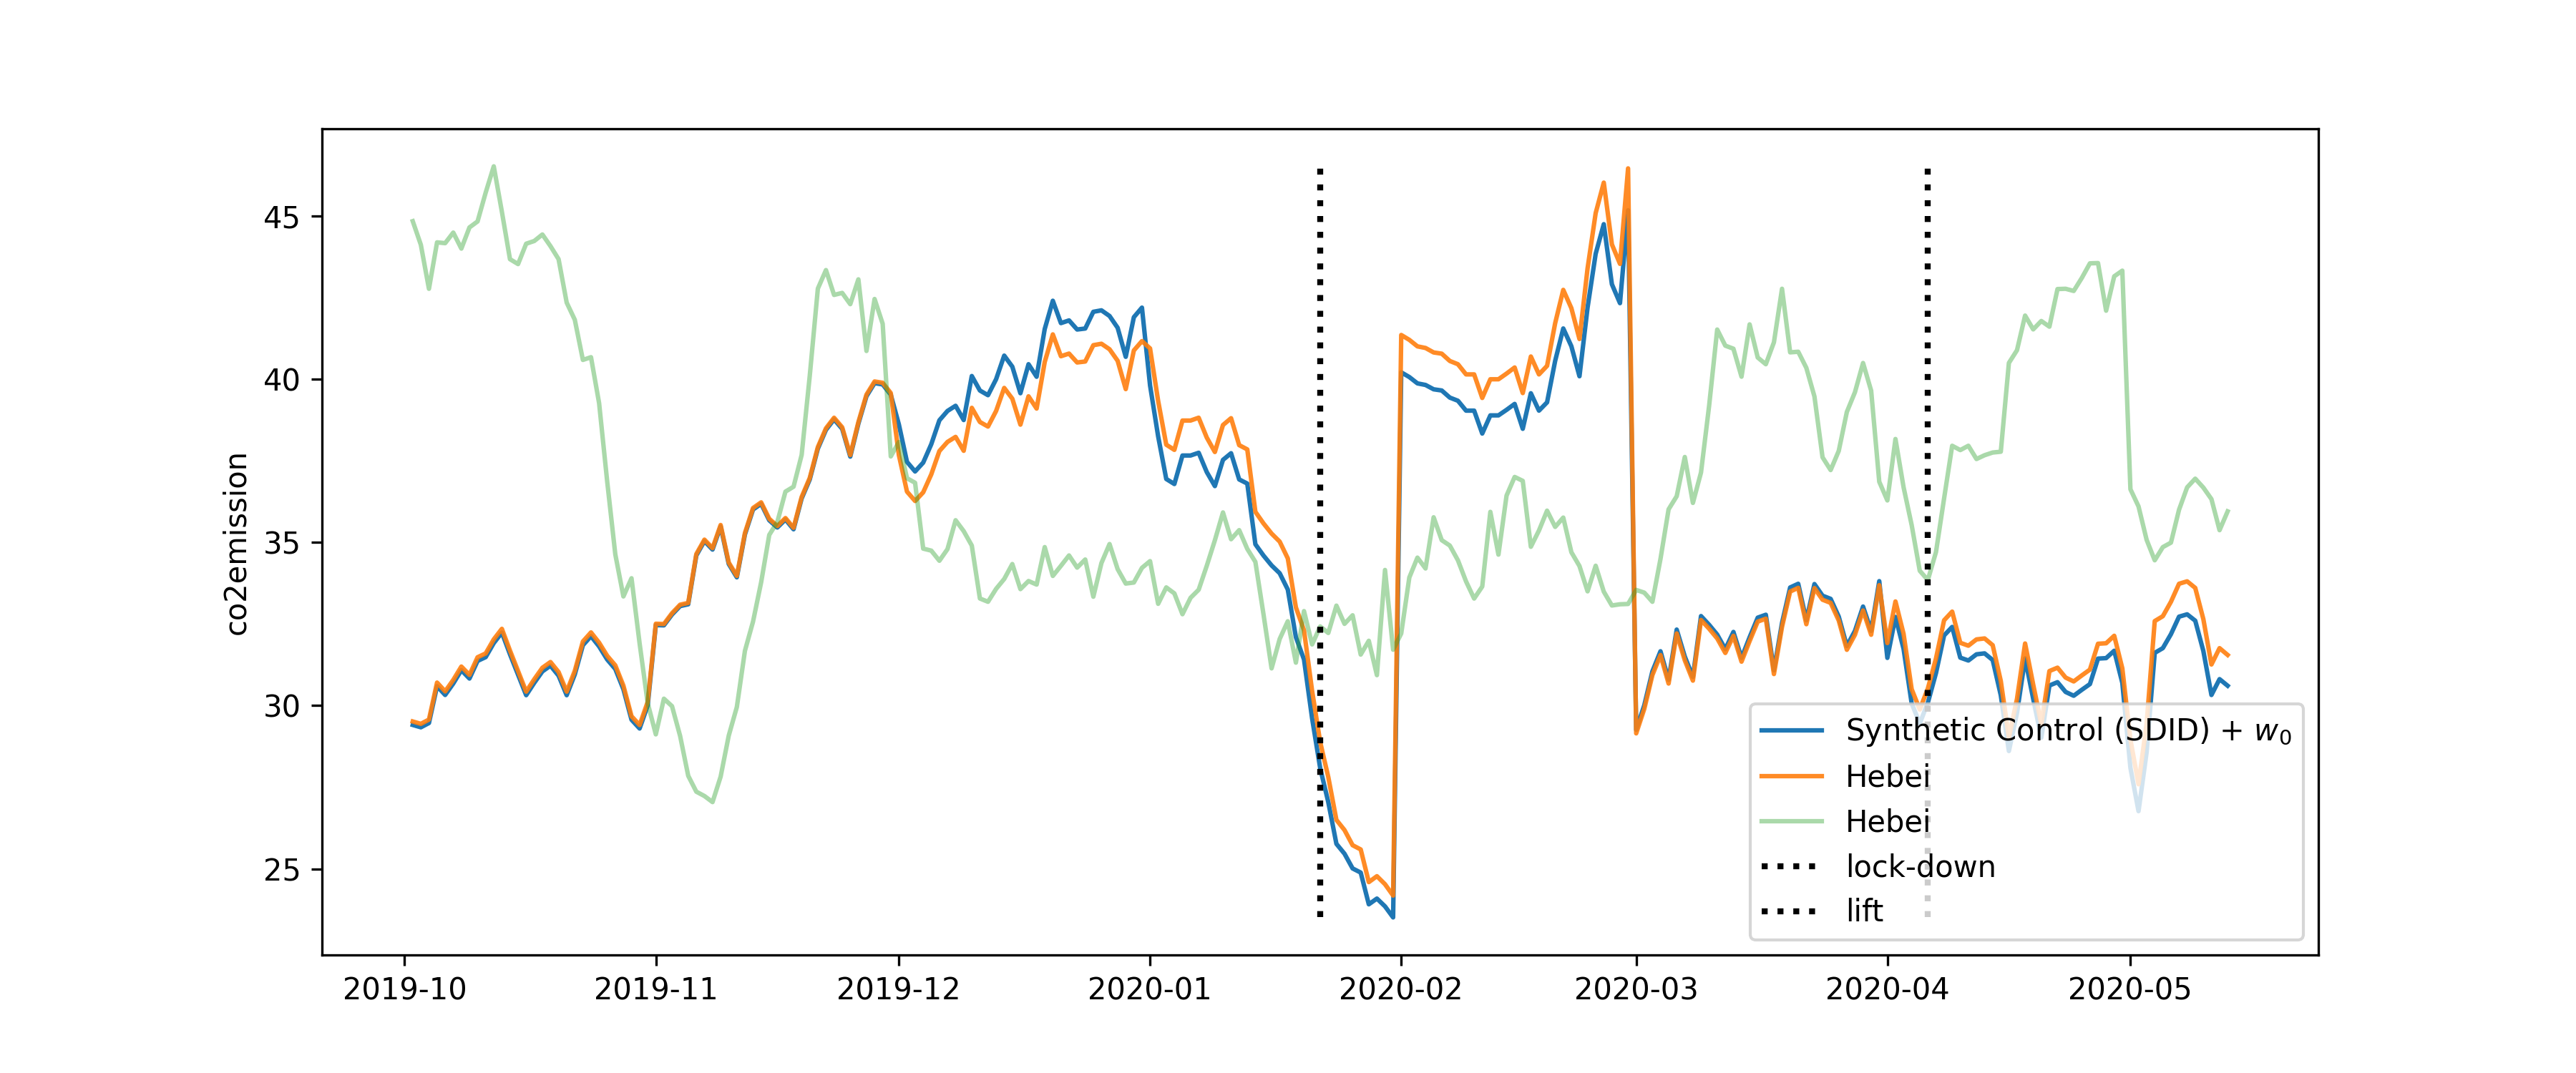 co2emission
45
40
35
30
25
2019-10 2019-11 2019-12 2020-01 2020-02 2020-03 2020-04 2020-05
Synthetic Control (SDID) + w₀
Hebei
Hebei
lock-down
lift